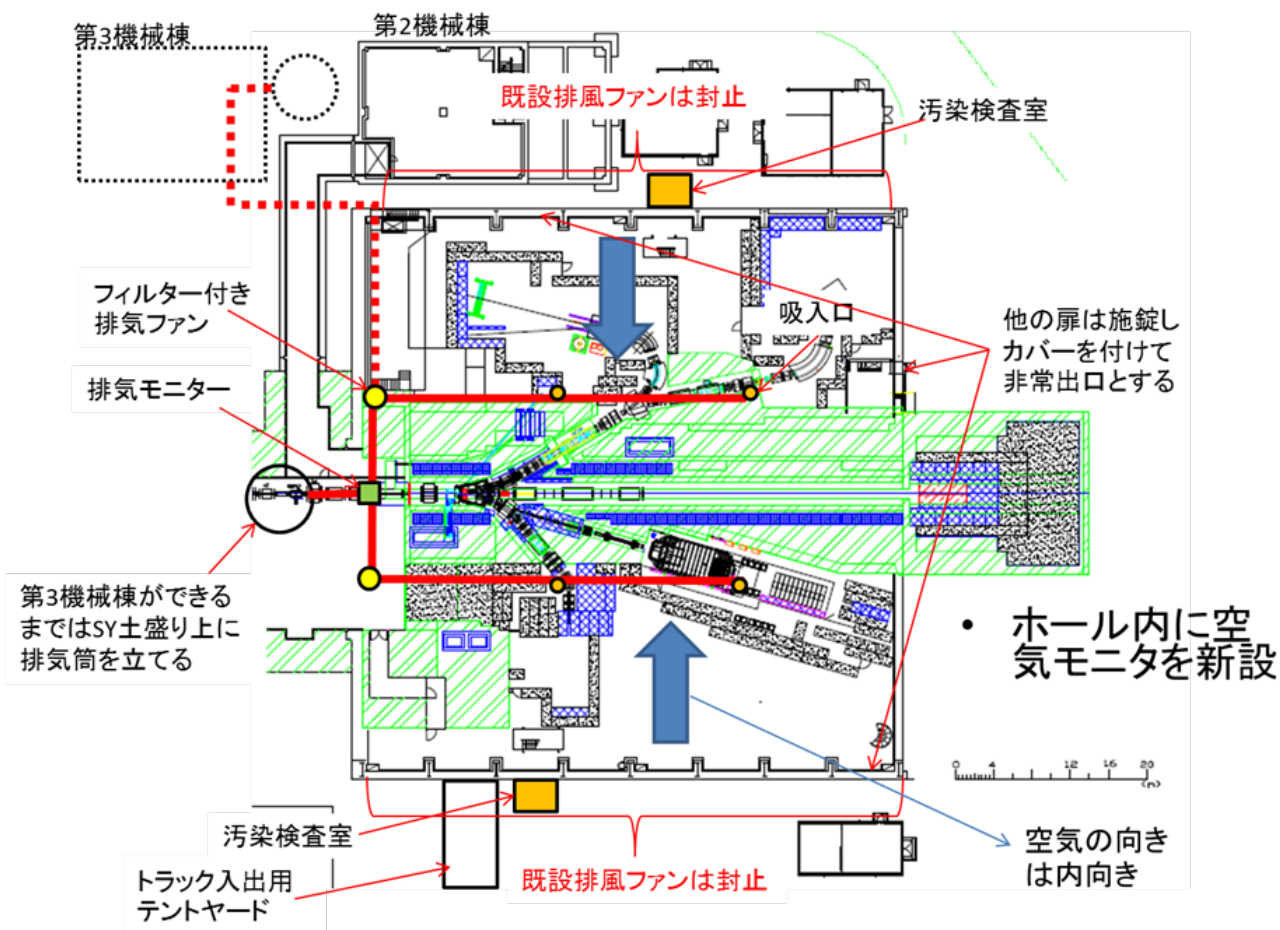 第3機械棟
第2機械棟
既設排風ファンは封止
汚染検査室
フィルター付き
排気ファン
吸入口
他の扉は施錠し
カバーを付けて
非常出口とする
排気モニター
第3機械棟ができる
まではSY土盛り上に
排気筒を立てる
• ホール内に空
気モニタを新設
0 4 12 16 20
(m)
汚染検査室
既設排風ファンは封止
空気の向き
は内向き
トラック入出用
テントヤード